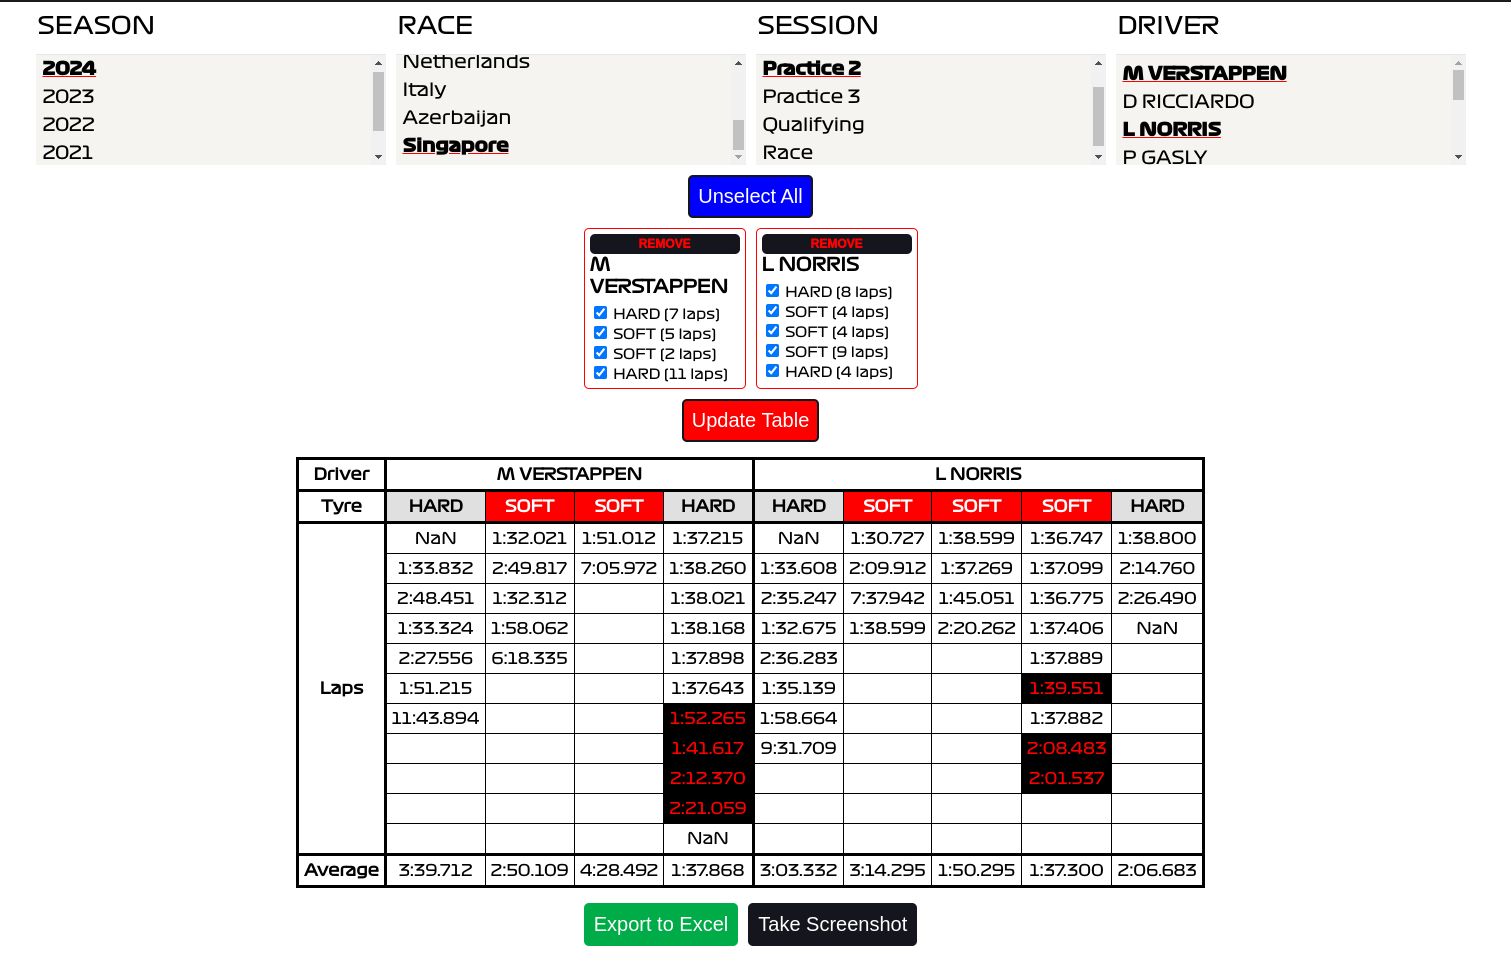 SEASON RACE SESSION DRIVER
2024
2023
2022
2021
Netherlands
Italy
Azerbaijan
Singapore
Practice 2
Practice 3
Qualifying
Race
M VERSTAPPEN
D RICCIARDO
L NORRIS
P GASLY
Unselect All
REMOVE
M
VERSTAPPEN
HARD (7 laps)
SOFT (5 laps)
SOFT (2 laps)
HARD (11 laps)
REMOVE
L NORRIS
HARD (8 laps)
SOFT (4 laps)
SOFT (4 laps)
SOFT (9 laps)
HARD (4 laps)
Update Table
Driver M VERSTAPPEN L NORRIS
Tyre HARD SOFT SOFT HARD HARD SOFT SOFT SOFT HARD
NaN 1:32.021 1:51.012 1:37.215 NaN 1:30.727 1:38.599 1:36.747 1:38.800
1:33.832 2:49.817 7:05.972 1:38.260 1:33.608 2:09.912 1:37.269 1:37.099 2:14.760
2:48.451 1:32.312 1:38.021 2:35.247 7:37.942 1:45.051 1:36.775 2:26.490
1:33.324 1:58.062 1:38.168 1:32.675 1:38.599 2:20.262 1:37.406 NaN
2:27.556 6:18.335 1:37.898 2:36.283 1:37.889
Laps 1:51.215 1:37.643 1:35.139 1:39.551
11:43.894 1:52.265 1:58.664 1:37.882
1:41.617 9:31.709 2:08.483
2:12.370 2:01.537
2:21.059
NaN
Average 3:39.712 2:50.109 4:28.492 1:37.868 3:03.332 3:14.295 1:50.295 1:37.300 2:06.683
Export to Excel Take Screenshot